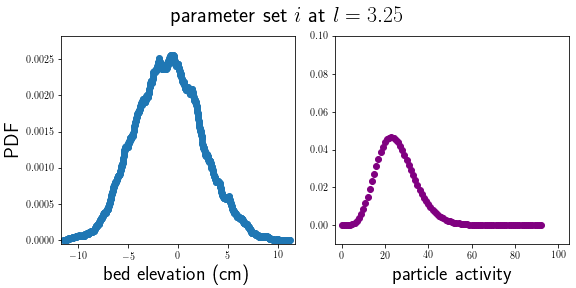 parameter set i at l = 3.25
PDF
0.0025
0.0020
0.0015
0.0010
0.0005
0.0000
−10 −5 0 5 10
bed elevation (cm)
0.10
0.08
0.06
0.04
0.02
0.00
0 20 40 60 80 100
particle activity